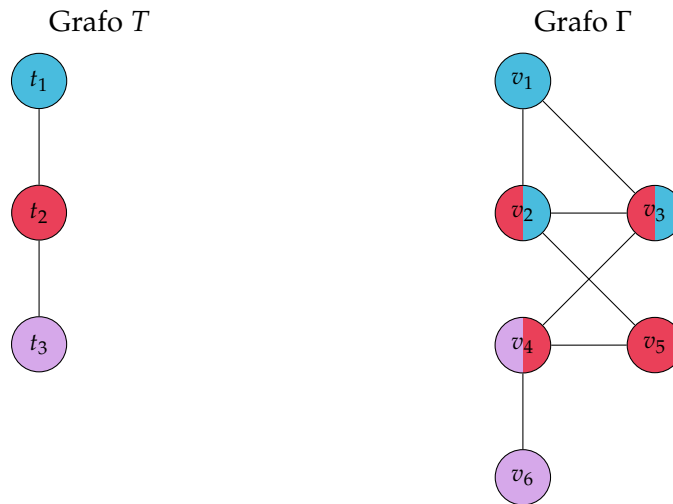 Grafo T
Grafo Γ
t₁
v₁
t₂
v₂
v₃
t₃
v₄
v₅
v₆